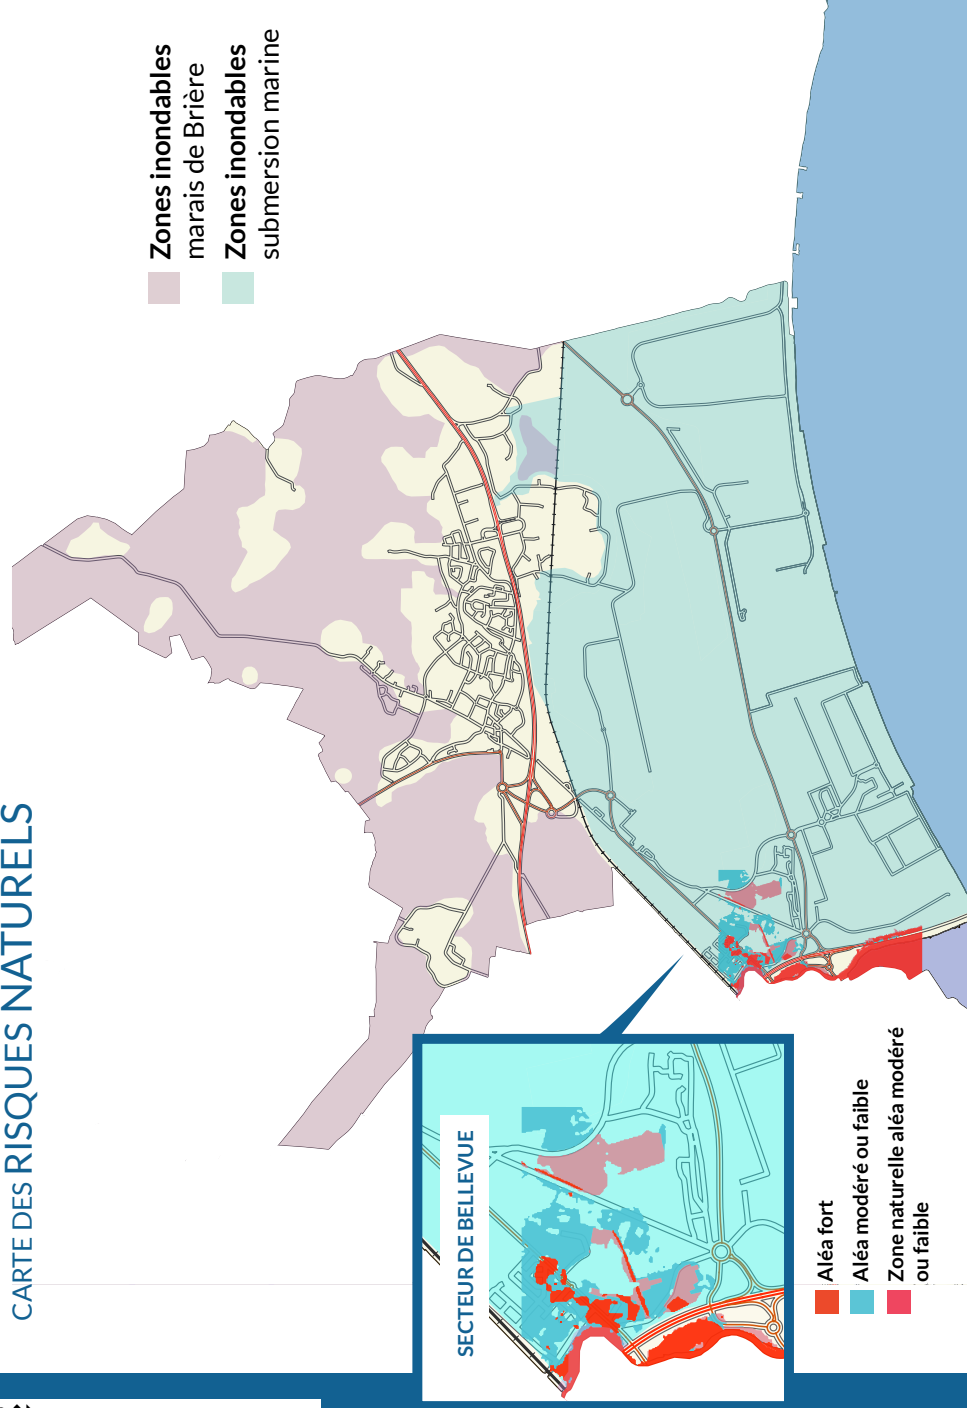 CARTE DES RISQUES NATURELS
Zones inondables
marais de Brière
Zones inondables
submersion marine
SECTEUR DE BELLEVUE
Aléa fort
Aléa modéré ou faible
Zone naturelle aléa modéré
ou faible